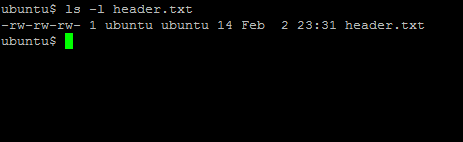 ubuntu$ ls -l header.txt
-rw-rw-rw- 1 ubuntu ubuntu 14 Feb  2 23:31 header.txt
ubuntu$